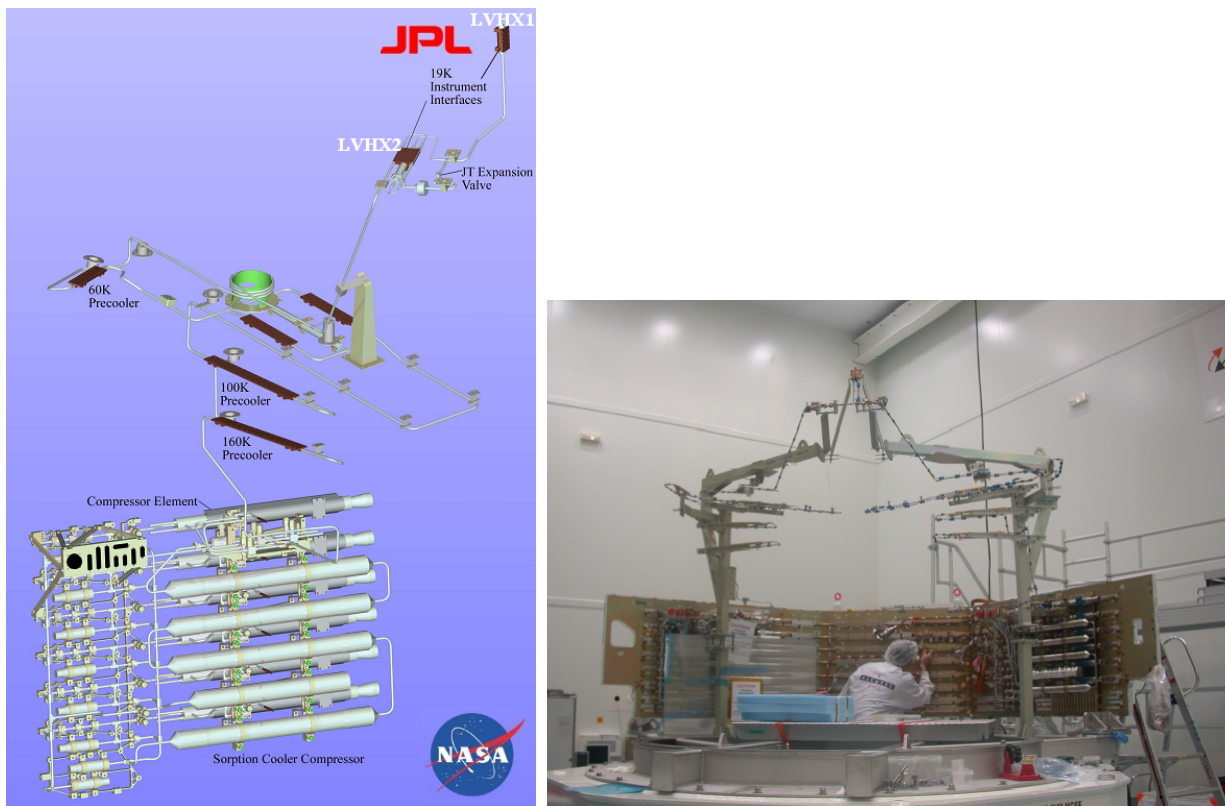 LVHX1
JPL
19K
Instrument
Interfaces
LVHX2
JT Expansion
Valve
60K
Precooler
100K
Precooler
160K
Precooler
Compressor Element
Sorption Cooler Compressor
NASA
ALCATEL